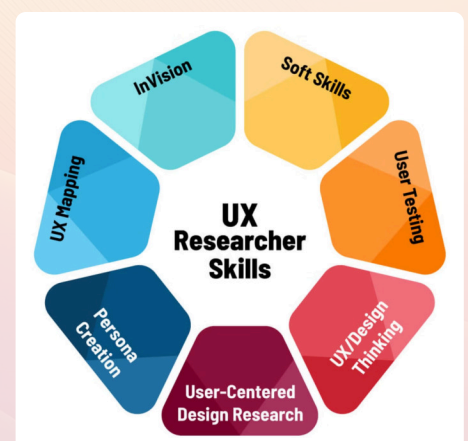 UX
Researcher
Skills
Soft Skills
User Testing
UX/Design
Thinking
User-Centered
Design Research
Persona
Creation
UX Mapping
InVision